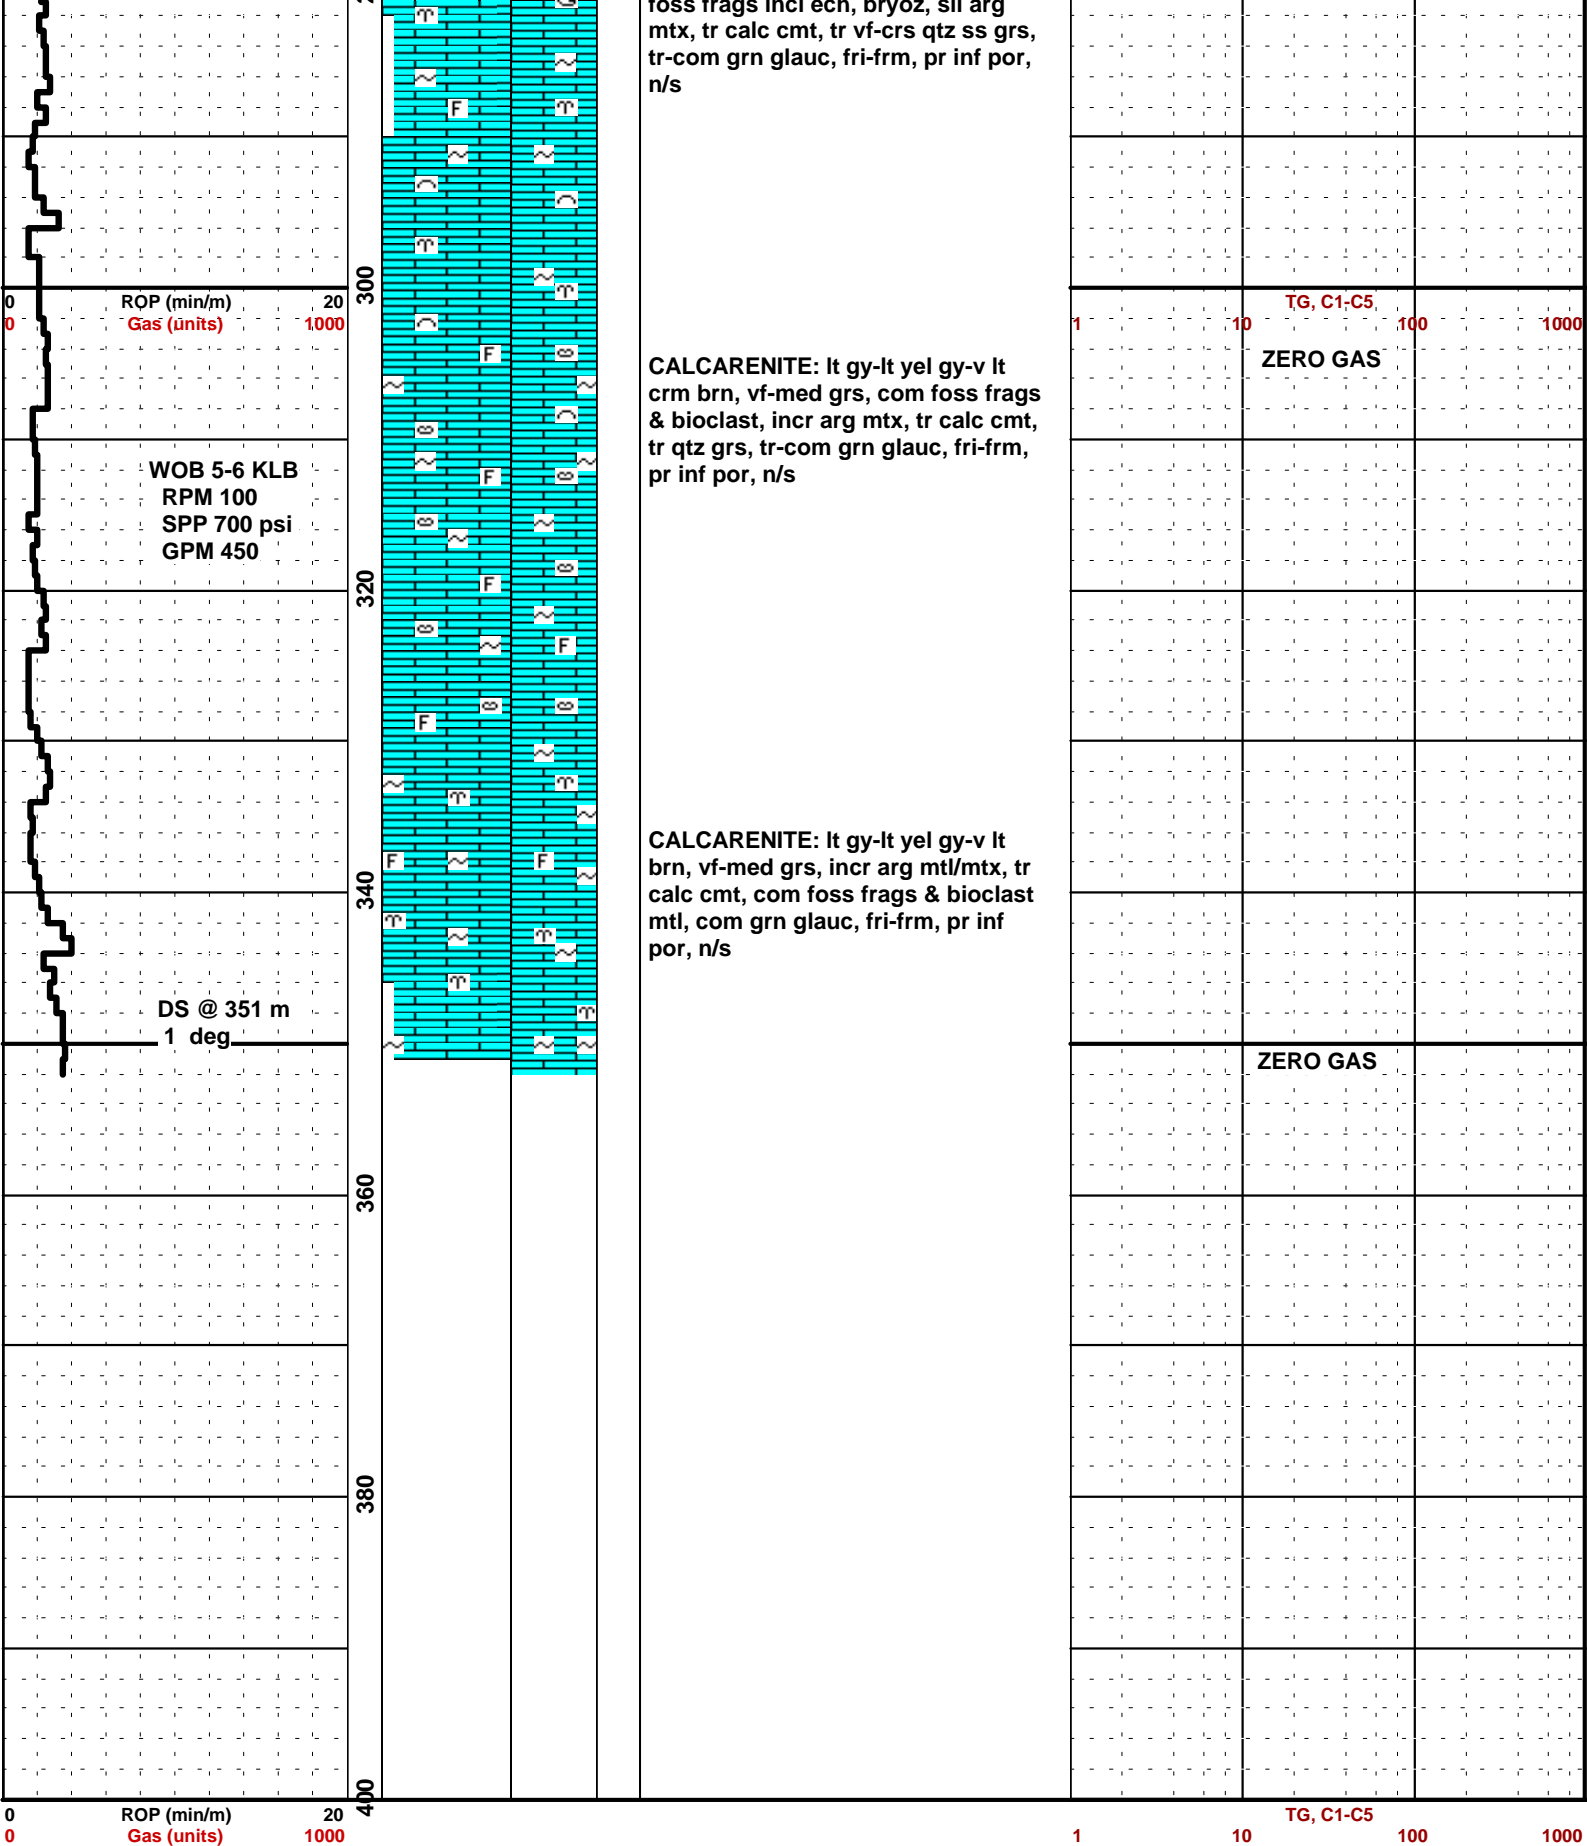 foss frags incl ech, bryoz, sli arg
mtx, tr calc cmt, tr vf-crs qtz ss grs,
tr-com grn glauc, fri-frm, pr inf por,
n/s
300
0 ROP (min/m) 20
0 Gas (units) 1000
TG, C1-C5
1 10 100 1000
ZERO GAS
CALCARENITE: lt gy-lt yel gy-v lt
crm brn, vf-med grs, com foss frags
& bioclast, incr arg mtx, tr calc cmt,
tr qtz grs, tr-com grn glauc, fri-frm,
pr inf por, n/s
WOB 5-6 KLB
RPM 100
SPP 700 psi
GPM 450
320
CALCARENITE: lt gy-lt yel gy-v lt
brn, vf-med grs, incr arg mtl/mtx, tr
calc cmt, com foss frags & bioclast
mtl, com grn glauc, fri-frm, pr inf
por, n/s
340
DS @ 351 m
1 deg
ZERO GAS
360
380
400
0 ROP (min/m) 20
0 Gas (units) 1000
TG, C1-C5
1 10 100 1000